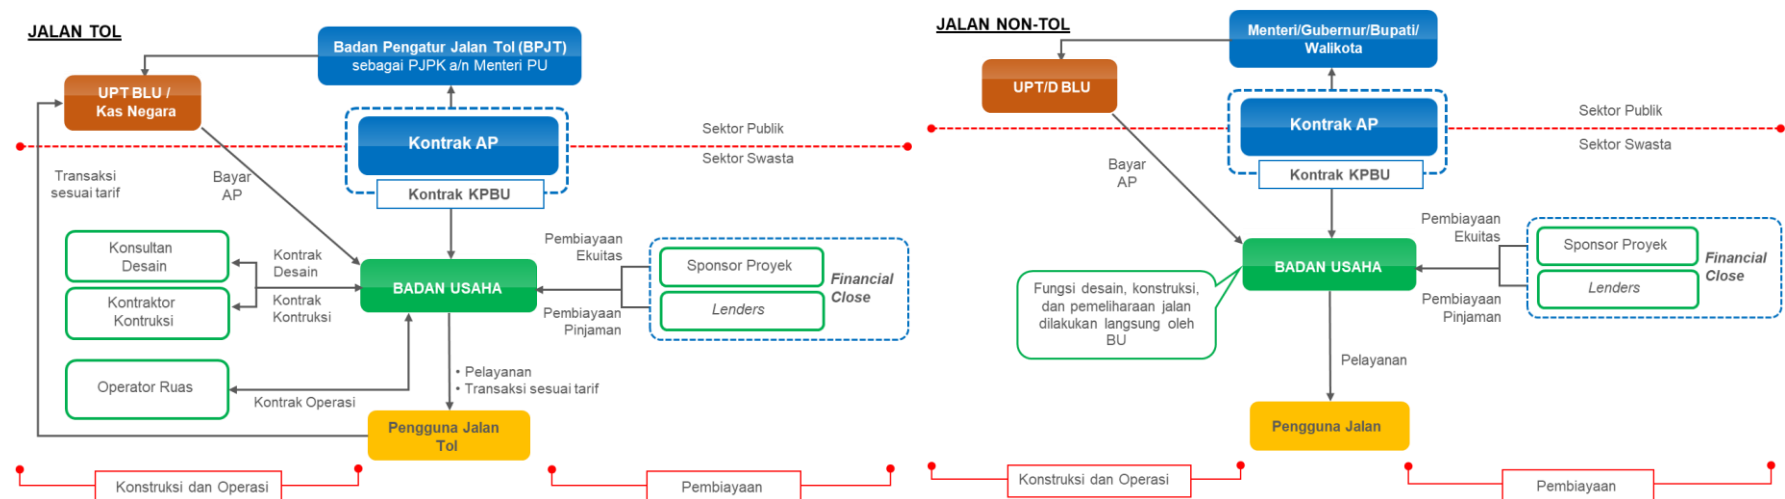 JALAN TOL
Badan Pengatur Jalan Tol (BPJT)
sebagai PJPK a/n Menteri PU
UPT BLU /
Kas Negara
Kontrak AP
Sektor Publik
Sektor Swasta
Transaksi
sesuai tarif
Bayar
AP
Kontrak KPBU
Konsultan
Desain
Kontrak
Desain
Kontraktor
Kontruksi
Kontrak
Kontruksi
BADAN USAHA
Pembiayaan
Ekuitas
Pembiayaan
Pinjaman
Sponsor Proyek
Lenders
Financial
Close
Operator Ruas
Kontrak Operasi
• Pelayanan
• Transaksi sesuai tarif
Pengguna Jalan
Tol
Konstruksi dan Operasi
Pembiayaan
JALAN NON-TOL
Menteri/Gubernur/Bupati/
Walikota
UPT/D BLU
Kontrak AP
Sektor Publik
Sektor Swasta
Bayar
AP
Kontrak KPBU
BADAN USAHA
Fungsi desain, konstruksi,
dan pemeliharaan jalan
dilakukan langsung oleh
BU
Pembiayaan
Ekuitas
Pembiayaan
Pinjaman
Sponsor Proyek
Lenders
Financial
Close
Pelayanan
Pengguna Jalan
Konstruksi dan Operasi
Pembiayaan